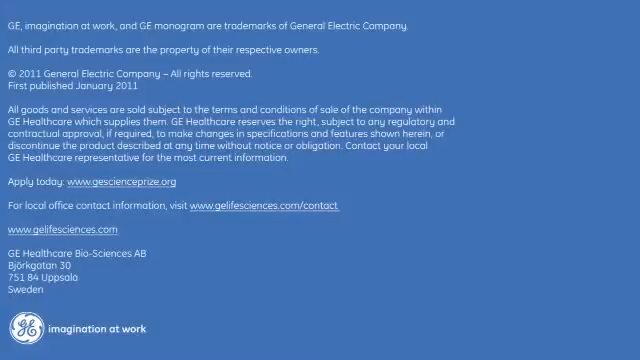 GE, imagination at work, and GE monogram are trademarks of General Electric Company.
All third party trademarks are the property of their respective owners.
© 2011 General Electric Company – All rights reserved.
First published January 2011
All goods and services are sold subject to the terms and conditions of sale of the company within
GE Healthcare which supplies them. GE Healthcare reserves the right, subject to any regulatory and
contractual approval, if required, to make changes in specifications and features shown herein, or
discontinue the product described at any time without notice or obligation. Contact your local
GE Healthcare representative for the most current information.
Apply today: www.gescienceprize.org
For local office contact information, visit www.gelifesciences.com/contact
www.gelifesciences.com
GE Healthcare Bio-Sciences AB
Björkgatan 30
751 84 Uppsala
Sweden
GE imagination at work